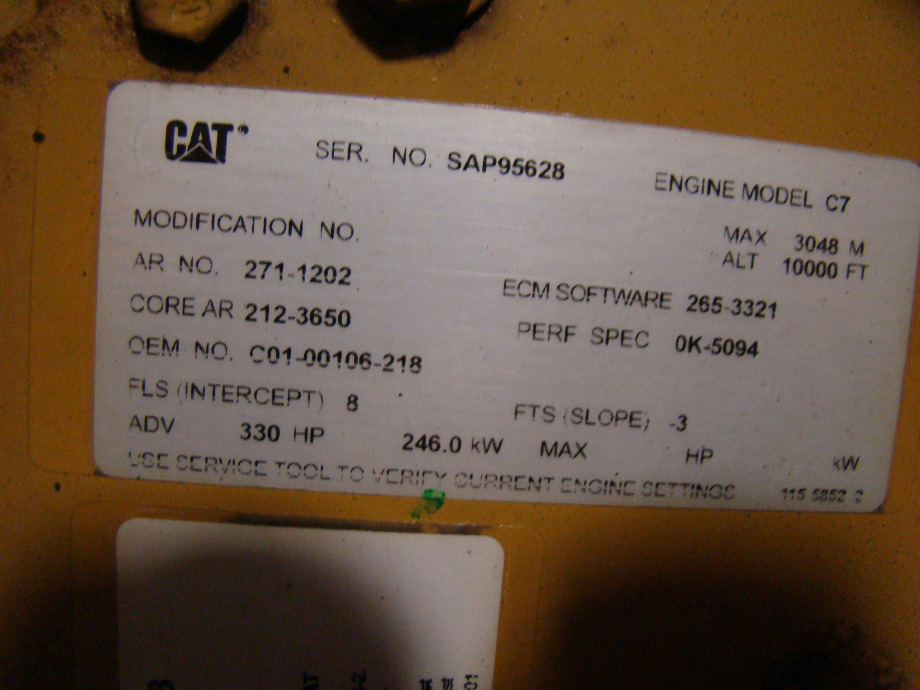 CAT SER. NO. SAP95628 ENGINE MODEL C7
MODIFICATION NO. MAX 3048 M
ALT 10000 FT
AR NO. 271-1202 ECM SOFTWARE 265-3321
CORE AR 212-3650 PERF SPEC 0K-5094
OEM NO. C01-00106-218
FLS (INTERCEPT) 8 FTS (SLOPE) -3
ADV 330 HP 246.0 kW MAX HP kW
USE SERVICE TOOL TO VERIFY CURRENT ENGINE SETTINGS 115 5852 2